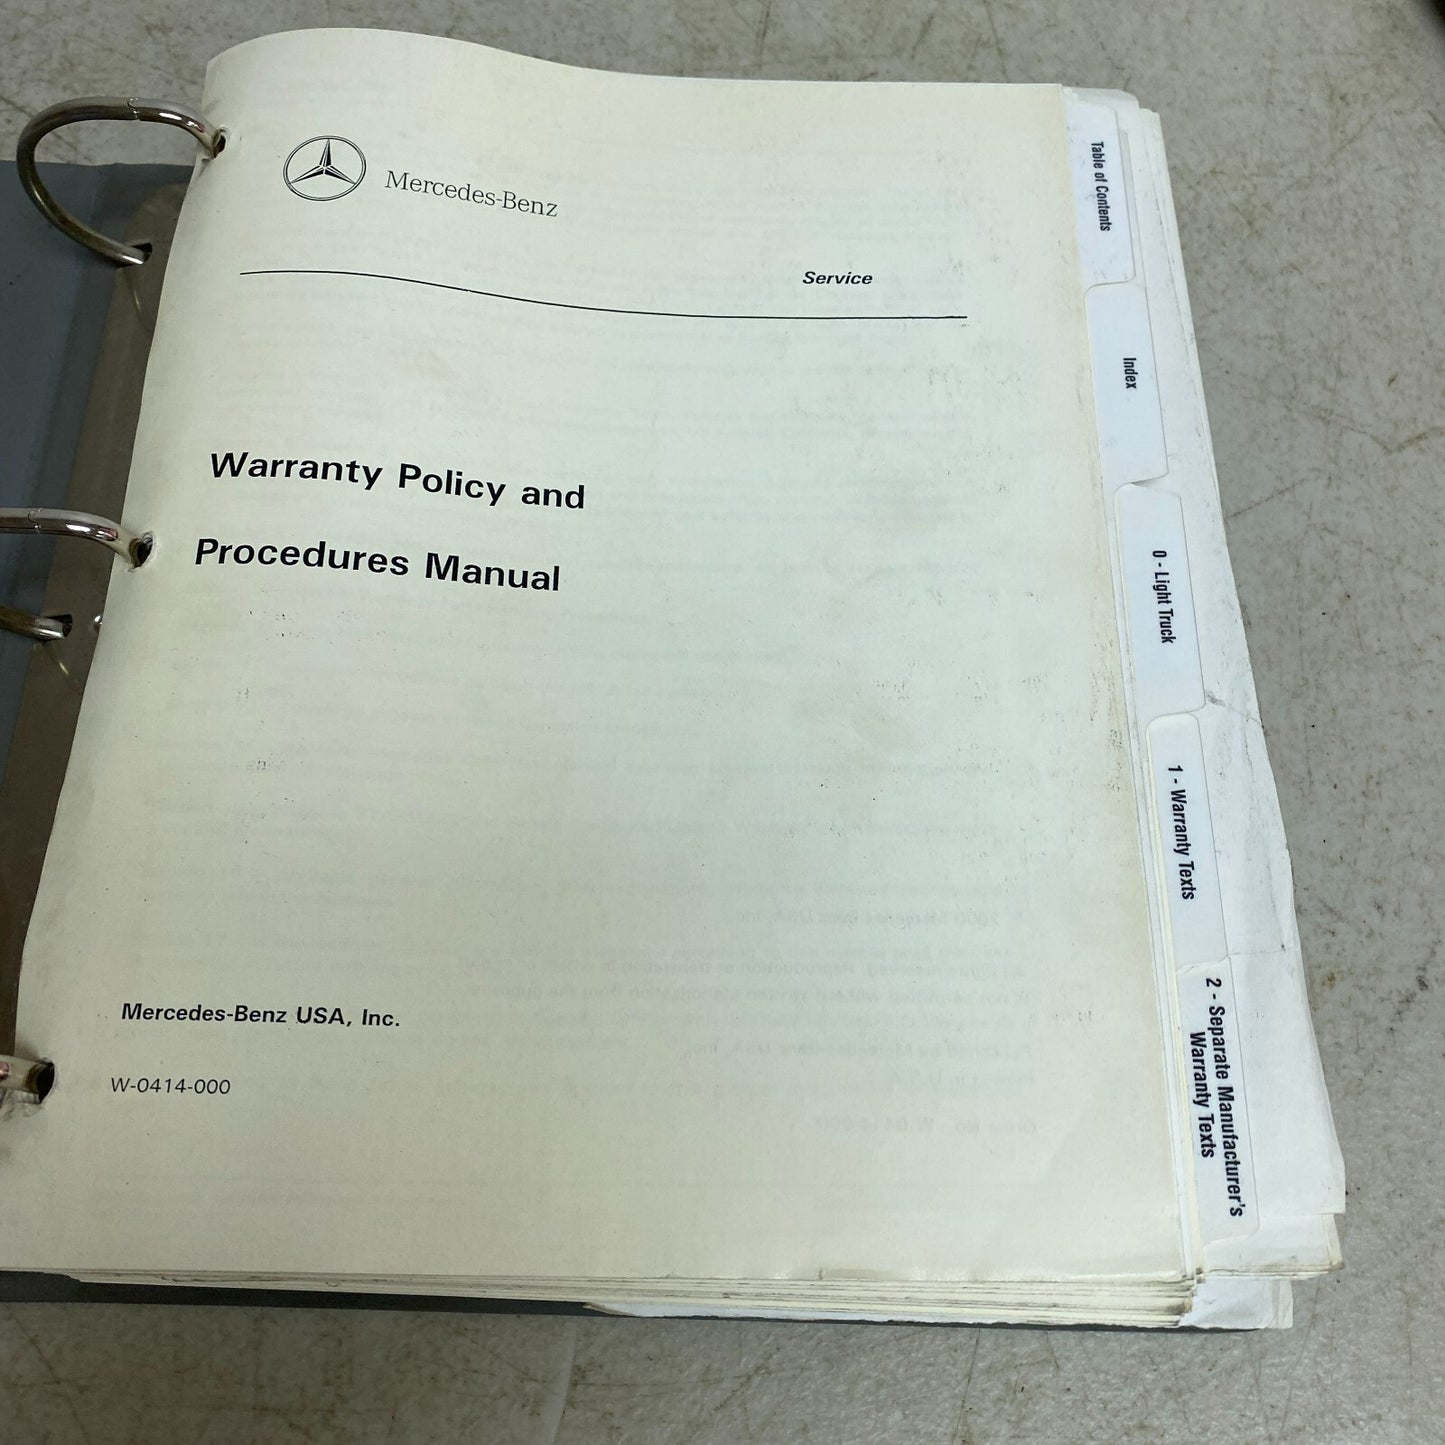 Mercedes-Benz
Service
Warranty Policy and
Procedures Manual
Mercedes-Benz USA, Inc.
W-0414-000
Table of Contents
Index
0 - Light Truck
1 - Warranty Texts
2 - Separate Manufacturer's
Warranty Texts